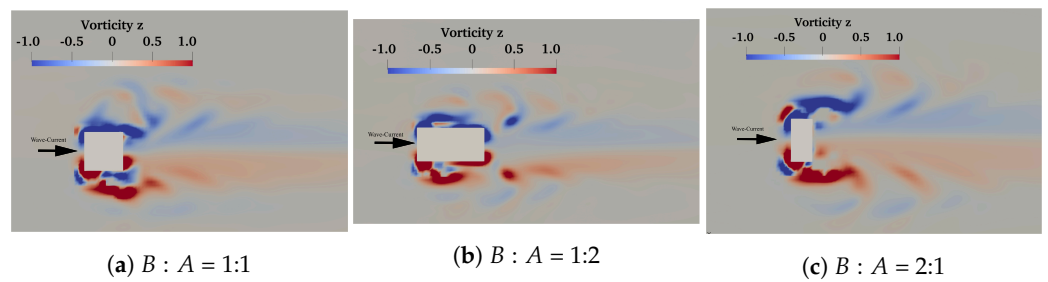 Vorticity z
-1.0 -0.5 0 0.5 1.0
Wave-Current
(a) B : A = 1:1
Vorticity z
-1.0 -0.5 0 0.5 1.0
Wave-Current
(b) B : A = 1:2
Vorticity z
-1.0 -0.5 0 0.5 1.0
Wave-Current
(c) B : A = 2:1